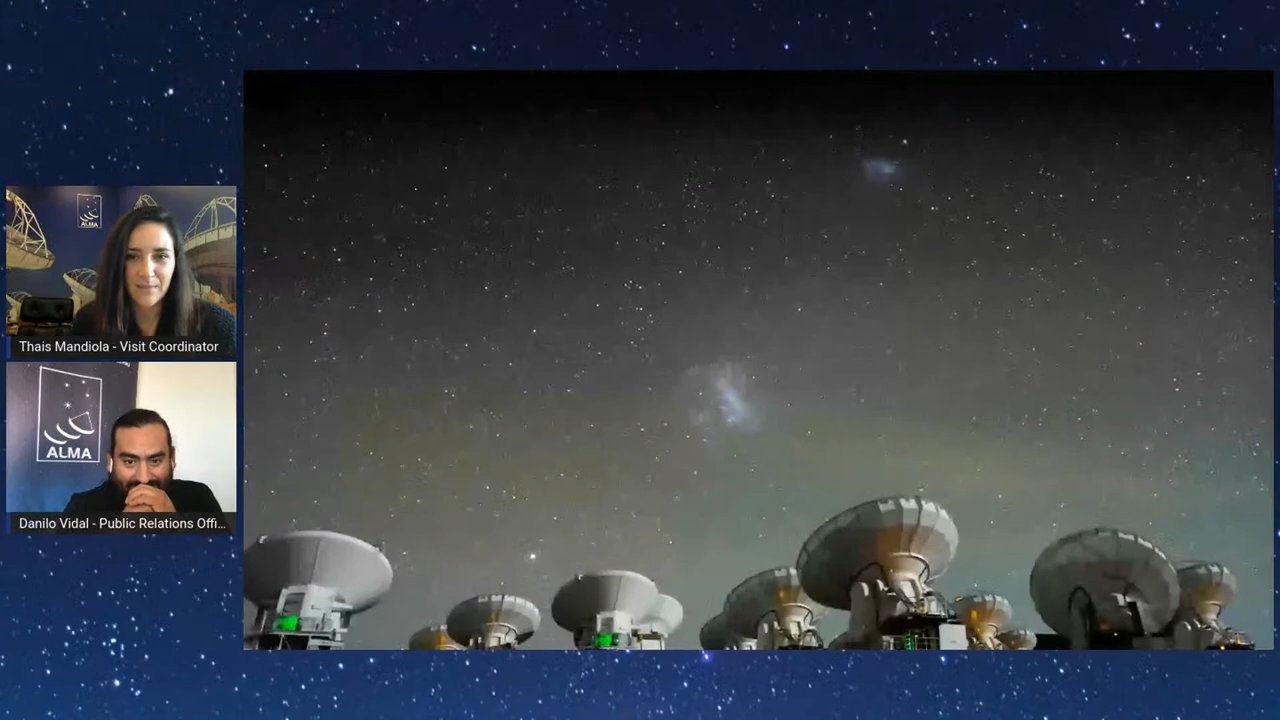 ALMA
Thais Mandiola - Visit Coordinator
ALMA
Danilo Vidal - Public Relations Offi...